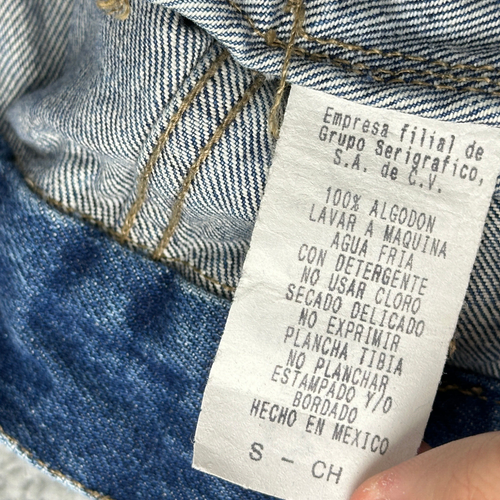 Empresa filial de
Grupo Serigrafico,
S.A. de C.V.
100% ALGODON
LAVAR A MAQUINA
AGUA FRIA
CON DETERGENTE
NO USAR CLORO
SECADO DELICADO
NO EXPRIMIR
PLANCHA TIBIA
NO PLANCHAR
ESTAMPADO Y/O
BORDADO
HECHO EN MEXICO
S - CH